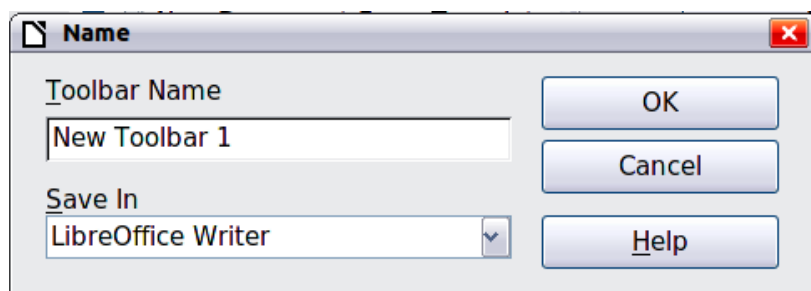 Name
Toolbar Name
New Toolbar 1
Save In
LibreOffice Writer
OK
Cancel
Help